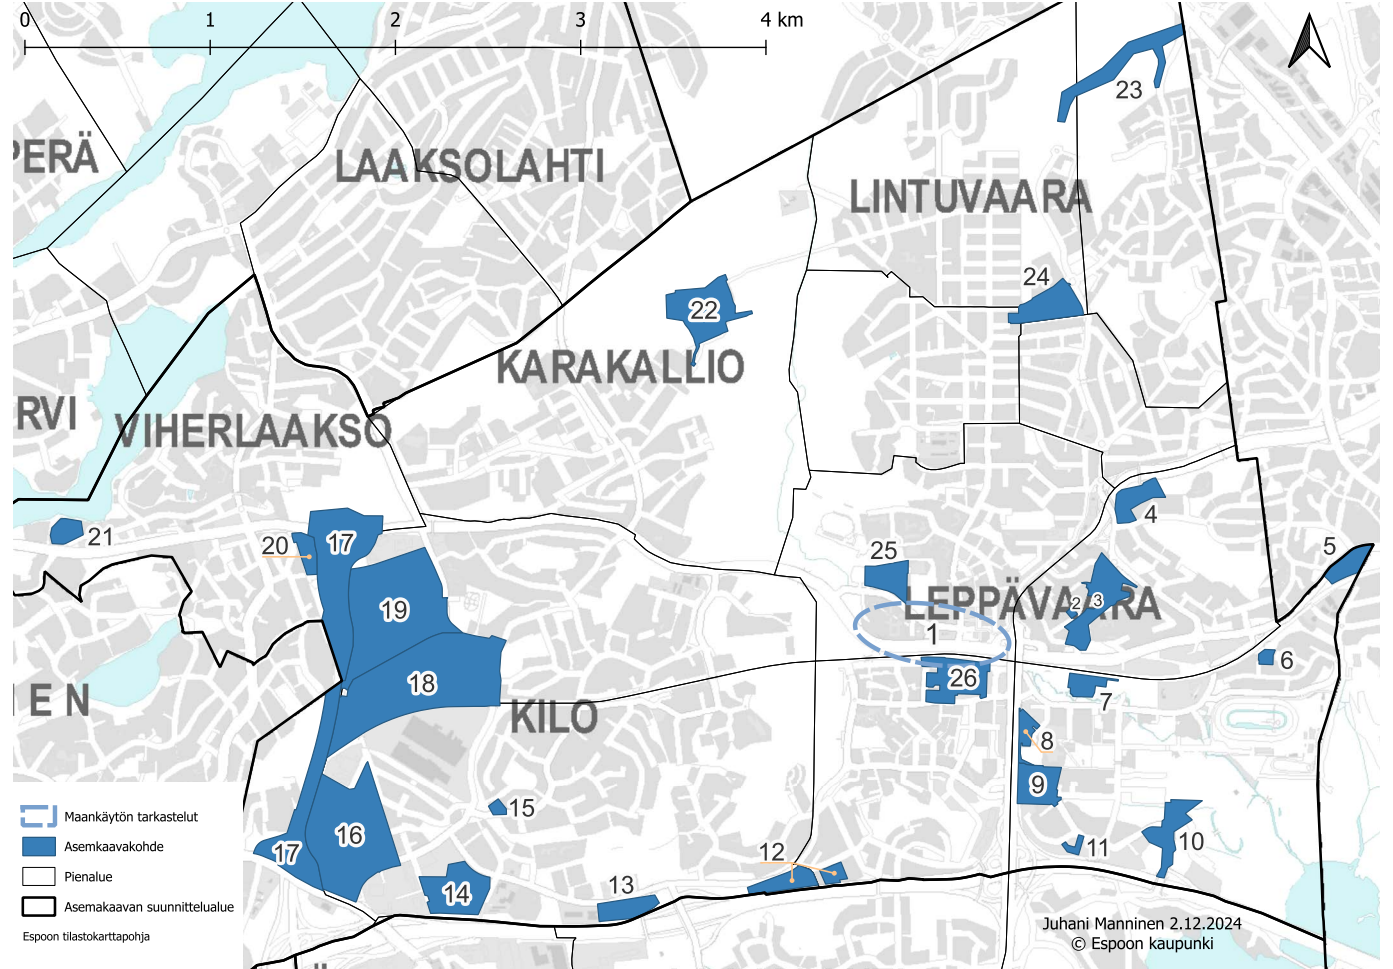 0 1 2 3 4 km
23
PERÄ
LAAKSOLAHTI
LINTUVAARA
24
22
KARAKALLIO
RVI
VIHERLAAKSO
4
21
20
17
25
5
19
LEPPÄVAARA
2
3
1
6
18
26
7
IEN
KILO
8
9
15
16
10
11
17
12
14
13
Maankäytön tarkastelut
Asemkaavakohde
Pienalue
Asemakaavan suunnittelualue
Espoon tilastokarttapohja
Juhani Manninen 2.12.2024
© Espoon kaupunki